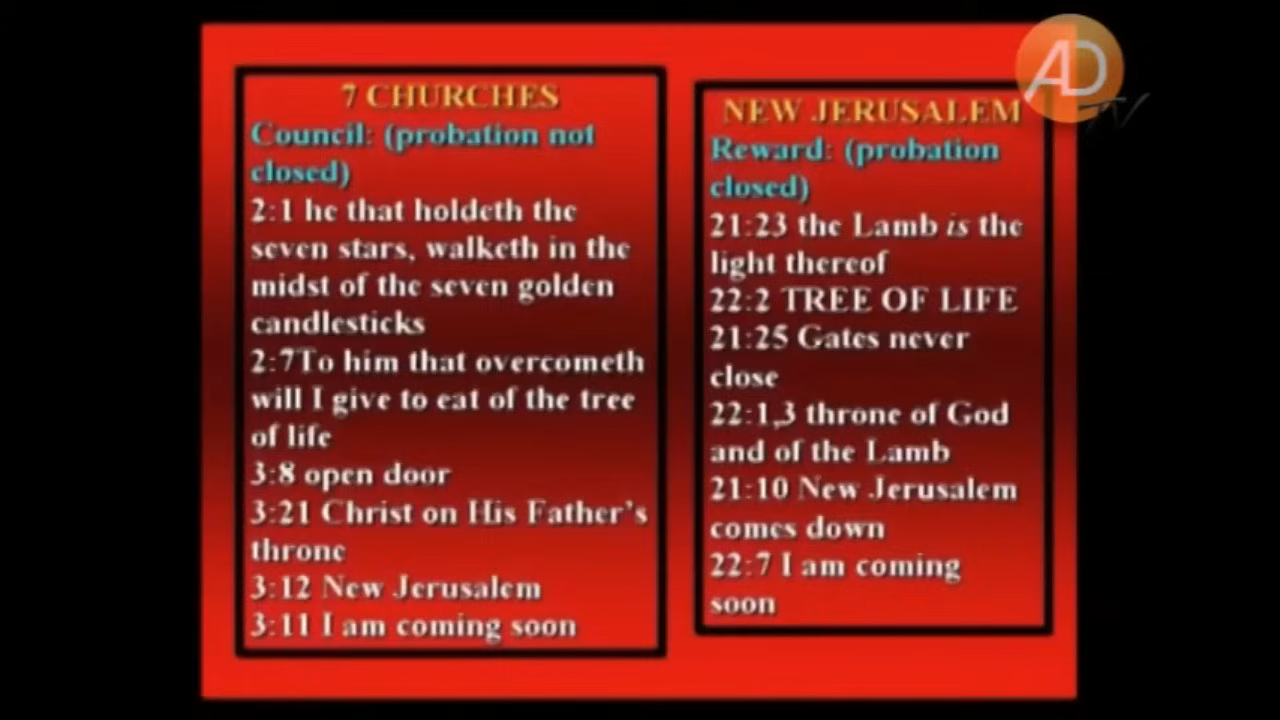 7 CHURCHES
Council: (probation not
closed)
2:1 he that holdeth the
seven stars, walketh in the
midst of the seven golden
candlesticks
2:7To him that overcometh
will I give to eat of the tree
of life
3:8 open door
3:21 Christ on His Father's
throne
3:12 New Jerusalem
3:11 I am coming soon
NEW JERUSALEM
Reward: (probation
closed)
21:23 the Lamb is the
light thereof
22:2 TREE OF LIFE
21:25 Gates never
close
22:1,3 throne of God
and of the Lamb
21:10 New Jerusalem
comes down
22:7 I am coming
soon
AD
TV